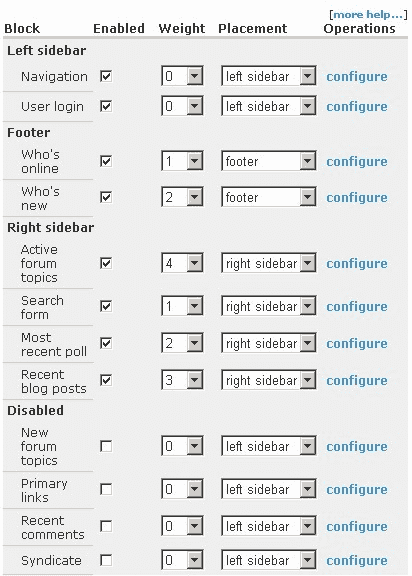 [more help...]
Block Enabled Weight Placement Operations
Left sidebar
Navigation 0 left sidebar configure
User login 0 left sidebar configure
Footer
Who's
online 1 footer configure
Who's
new 2 footer configure
Right sidebar
Active
forum 4 right sidebar configure
topics
Search
form 1 right sidebar configure
Most
recent poll 2 right sidebar configure
Recent
blog posts 3 right sidebar configure
Disabled
New
forum 0 left sidebar configure
topics
Primary
links 0 left sidebar configure
Recent
comments 0 left sidebar configure
Syndicate 0 left sidebar configure